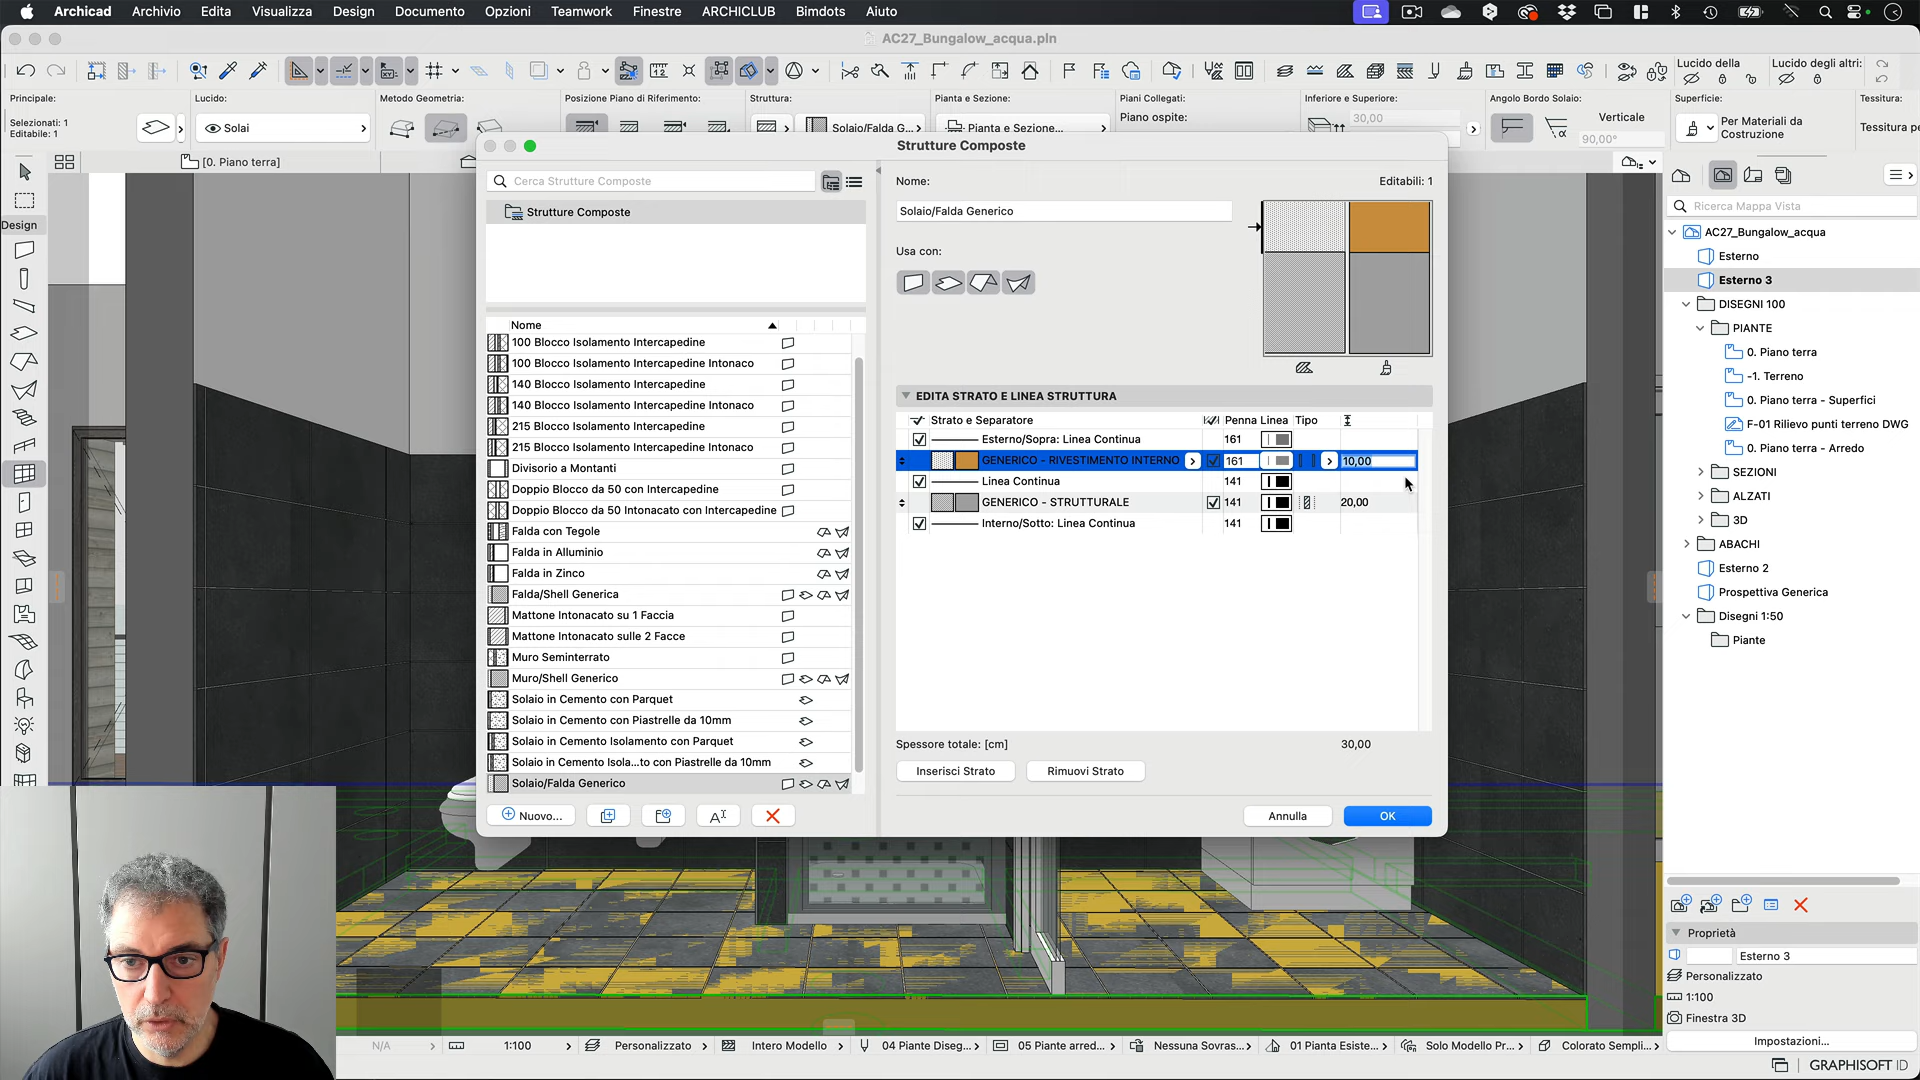 Archicad Archivio Edita Visualizza Design Documento Opzioni Teamwork Finestre ARCHICLUB Bimdots Aiuto
AC27_Bungalow_acqua.pln
Lucido della
Lucido degli altri:
Principale:
Lucido:
Metodo Geometria:
Posizione Piano di Riferimento:
Struttura:
Pianta e Sezione:
Piani Collegati:
Inferiore e Superiore:
Angolo Bordo Solaio:
Superficie:
Tessitura:
Selezionati: 1
Editabile: 1
Solai
Solaio/Falda G...
Pianta e Sezione...
Piano ospite:
30,00
Verticale
90,00°
Per Materiali da
Costruzione
[0. Piano terra]
Design
Strutture Composte
Cerca Strutture Composte
Strutture Composte
Nome
100 Blocco Isolamento Intercapedine
100 Blocco Isolamento Intercapedine Intonaco
140 Blocco Isolamento Intercapedine
140 Blocco Isolamento Intercapedine Intonaco
215 Blocco Isolamento Intercapedine
215 Blocco Isolamento Intercapedine Intonaco
Divisorio a Montanti
Doppio Blocco da 50 con Intercapedine
Doppio Blocco da 50 Intonacato con Intercapedine
Falda con Tegole
Falda in Alluminio
Falda in Zinco
Falda/Shell Generica
Mattone Intonacato su 1 Faccia
Mattone Intonacato sulle 2 Facce
Muro Seminterrato
Muro/Shell Generico
Solaio in Cemento con Parquet
Solaio in Cemento con Piastrelle da 10mm
Solaio in Cemento Isolamento con Parquet
Solaio in Cemento Isola...to con Piastrelle da 10mm
Solaio/Falda Generico
Nuovo...
Nome:
Editabili: 1
Solaio/Falda Generico
Usa con:
EDITA STRATO E LINEA STRUTTURA
Strato e Separatore Penna Linea Tipo
Esterno/Sopra: Linea Continua 161
GENERICO - RIVESTIMENTO INTERNO 161 10,00
Linea Continua 141
GENERICO - STRUTTURALE 141 20,00
Interno/Sotto: Linea Continua 141
Spessore totale: [cm] 30,00
Inserisci Strato
Rimuovi Strato
Annulla
OK
Ricerca Mappa Vista
AC27_Bungalow_acqua
Esterno
Esterno 3
DISEGNI 100
PIANTE
0. Piano terra
-1. Terreno
0. Piano terra - Superfici
F-01 Rilievo punti terreno DWG
0. Piano terra - Arredo
SEZIONI
ALZATI
3D
ABACHI
Esterno 2
Prospettiva Generica
Disegni 1:50
Piante
Proprietà
Esterno 3
Personalizzato
1:100
Finestra 3D
Impostazioni...
N/A
1:100
Personalizzato
Intero Modello
04 Piante Diseg...
05 Piante arred...
Nessuna Sovras...
01 Pianta Esiste...
Solo Modello Pr...
Colorato Sempli...
GRAPHISOFT ID